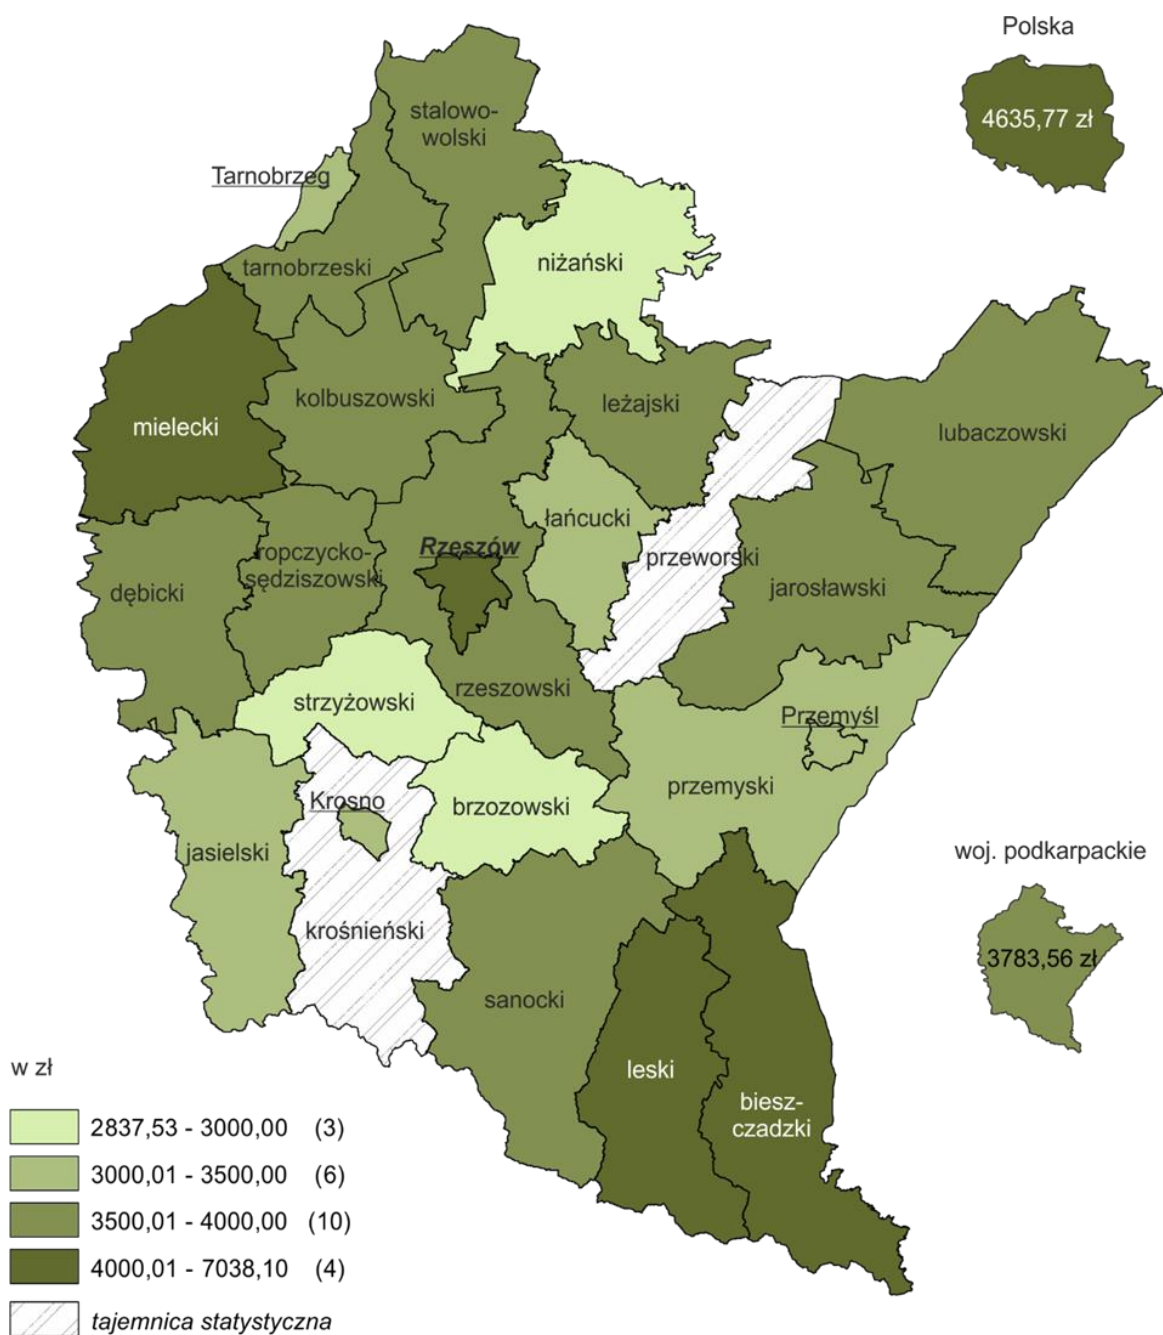 Polska
4635,77 zł
stalowo-
wolski
Tarnobrzeg
niżański
tarnobrzeski
kolbuszowski
leżajski
mielecki
lubaczowski
łańcucki
Rzeszów
ropczycko-
sędziszowski
przeworski
dębicki
jarosławski
rzeszowski
strzyżowski
Przemyśl
przemyski
Krosno
brzozowski
jasielski
woj. podkarpackie
krośnieński
3783,56 zł
sanocki
leski
biesz-
czadzki
w zł
2837,53 - 3000,00 (3)
3000,01 - 3500,00 (6)
3500,01 - 4000,00 (10)
4000,01 - 7038,10 (4)
tajemnica statystyczna